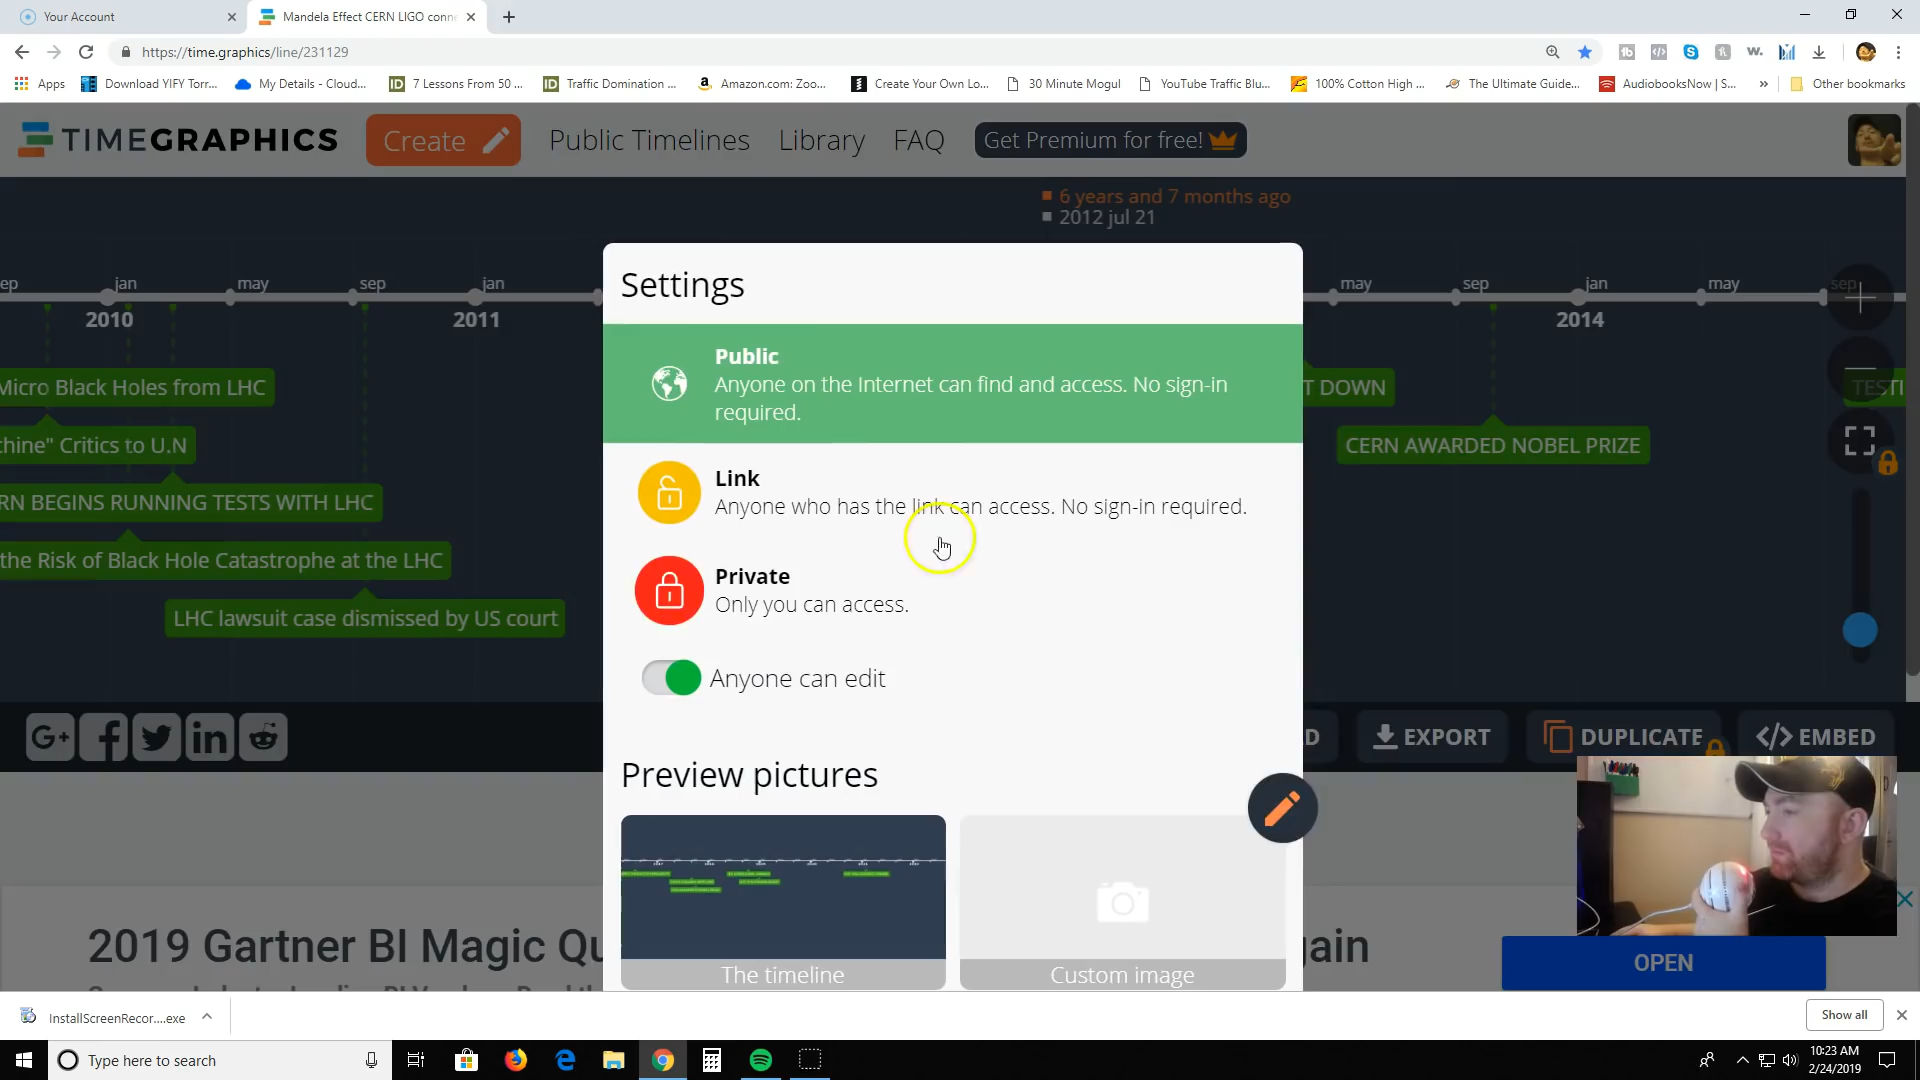 Your Account
Mandela Effect CERN LIGO conne
https://time.graphics/line/231129
Apps
Download YIFY Torr...
My Details - Cloud...
7 Lessons From 50 ...
Traffic Domination ...
Amazon.com: Zoo...
Create Your Own Lo...
30 Minute Mogul
YouTube Traffic Blu...
100% Cotton High ...
The Ultimate Guide...
AudiobooksNow | S...
Other bookmarks
TIMEGRAPHICS
Create
Public Timelines
Library
FAQ
Get Premium for free!
6 years and 7 months ago
2012 jul 21
ep
jan
may
sep
jan
may
sep
jan
may
sep
2010
2011
2014
Micro Black Holes from LHC
chine" Critics to U.N
RN BEGINS RUNNING TESTS WITH LHC
the Risk of Black Hole Catastrophe at the LHC
LHC lawsuit case dismissed by US court
T DOWN
TESTI
CERN AWARDED NOBEL PRIZE
Settings
Public
Anyone on the Internet can find and access. No sign-in
required.
Link
Anyone who has the link can access. No sign-in required.
Private
Only you can access.
Anyone can edit
Preview pictures
The timeline
Custom image
D
EXPORT
DUPLICATE
</> EMBED
2019 Gartner BI Magic Qu
gain
OPEN
InstallScreenRecor....exe
Show all
Type here to search
10:23 AM
2/24/2019